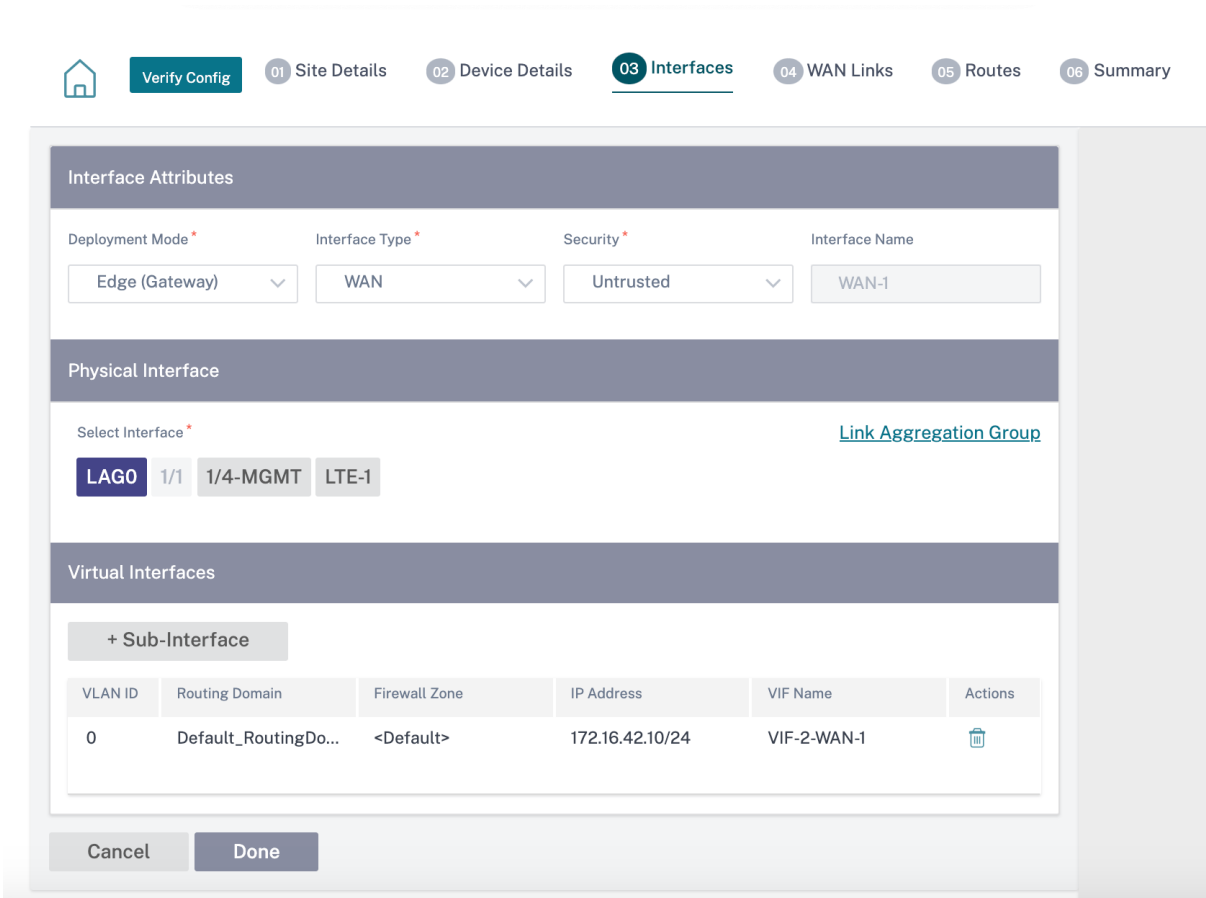 Verify Config 01 Site Details 02 Device Details 03 Interfaces 04 WAN Links 05 Routes 06 Summary
Interface Attributes
Deployment Mode* Interface Type* Security* Interface Name
Edge (Gateway) WAN Untrusted WAN-1
Physical Interface
Select Interface* Link Aggregation Group
LAG0 1/1 1/4-MGMT LTE-1
Virtual Interfaces
+ Sub-Interface
VLAN ID Routing Domain Firewall Zone IP Address VIF Name Actions
0 Default_RoutingDo... <Default> 172.16.42.10/24 VIF-2-WAN-1
Cancel Done